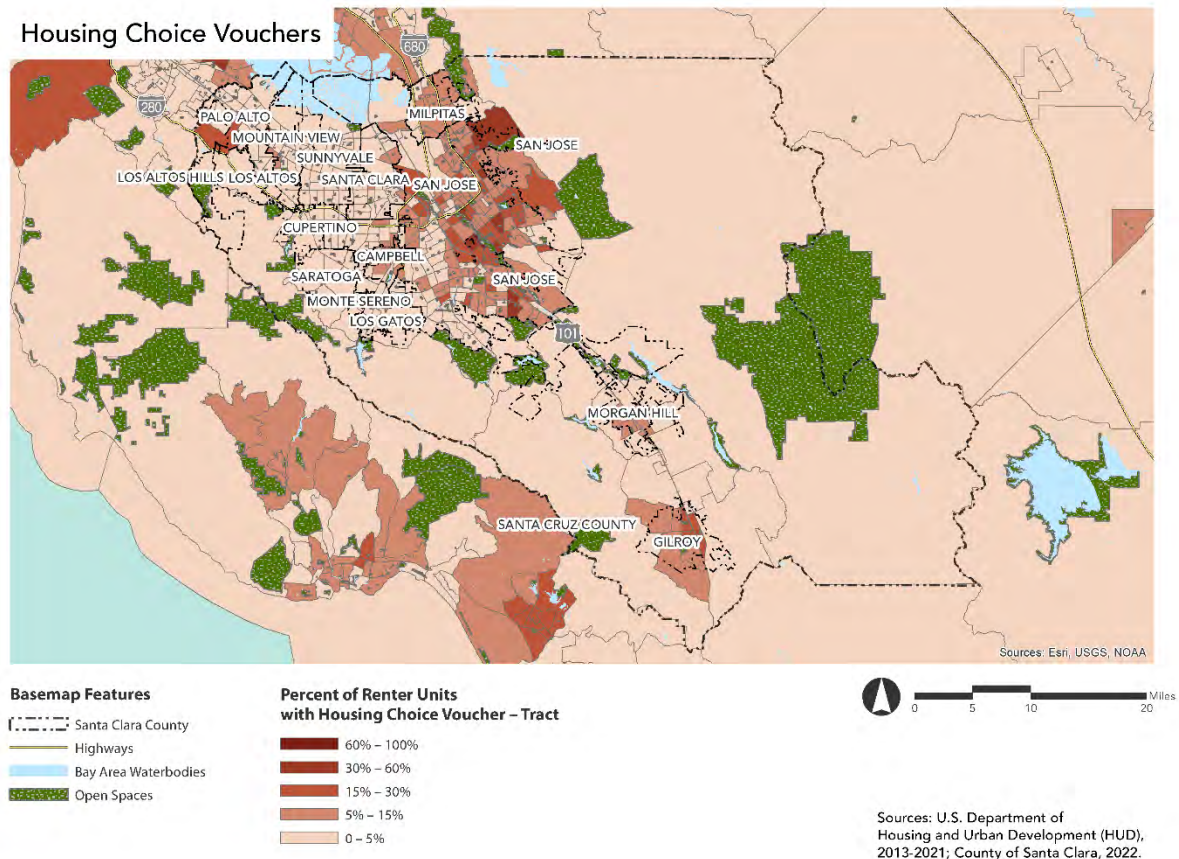 Housing Choice Vouchers
680
280
PALO ALTO
MILPITAS
MOUNTAIN VIEW
SAN JOSE
SUNNYVALE
LOS ALTOS HILLS
LOS ALTOS
SANTA CLARA
SAN JOSE
CUPERTINO
CAMPBELL
SARATOGA
SAN JOSE
MONTE SERENO
LOS GATOS
101
MORGAN HILL
SANTA CRUZ COUNTY
GILROY
Sources: Esri, USGS, NOAA
Basemap Features
Santa Clara County
Highways
Bay Area Waterbodies
Open Spaces
Percent of Renter Units
with Housing Choice Voucher – Tract
60% – 100%
30% – 60%
15% – 30%
5% – 15%
0 – 5%
Miles
0 5 10 20
Sources: U.S. Department of
Housing and Urban Development (HUD),
2013-2021; County of Santa Clara, 2022.